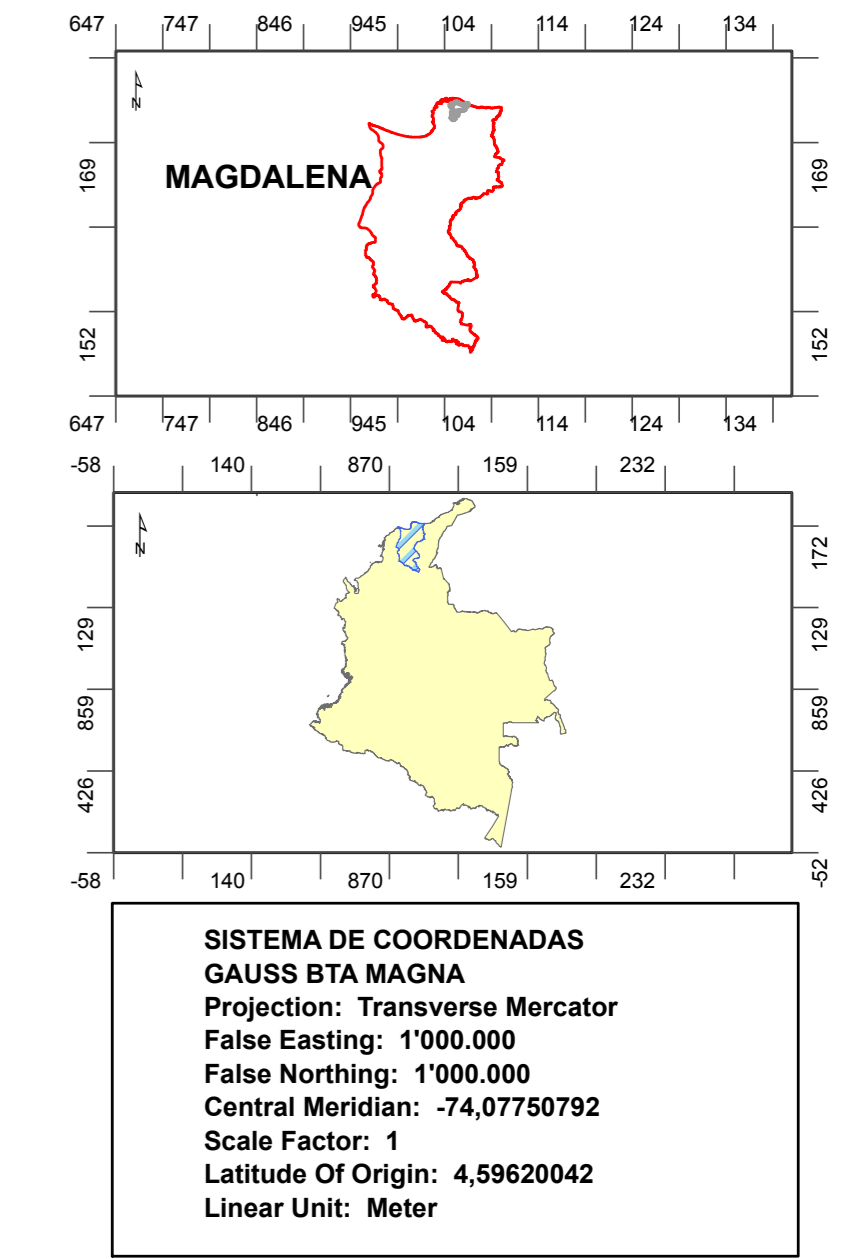 647 747 846 945 104 114 124 134
N
MAGDALENA
169 169
152 152
647 747 846 945 104 114 124 134
-58 140 870 159 232
N
172
129 129
859 859
426 426
-52
-58 140 870 159 232
SISTEMA DE COORDENADAS
GAUSS BTA MAGNA
Projection: Transverse Mercator
False Easting: 1'000.000
False Northing: 1'000.000
Central Meridian: -74,07750792
Scale Factor: 1
Latitude Of Origin: 4,59620042
Linear Unit: Meter